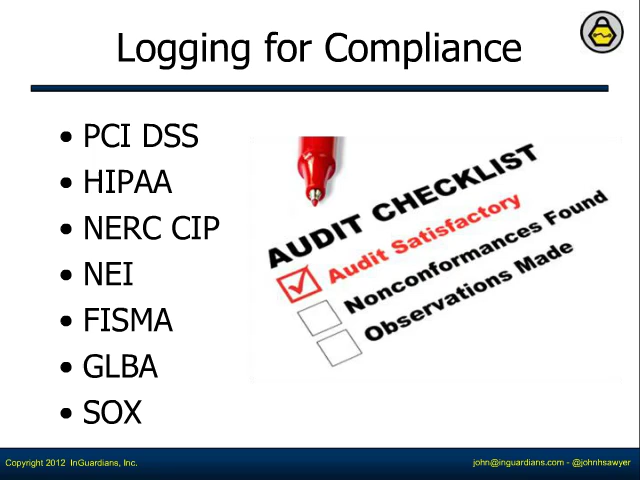 Logging for Compliance
• PCI DSS
• HIPAA
• NERC CIP
• NEI
• FISMA
• GLBA
• SOX
AUDIT CHECKLIST
Audit Satisfactory
Nonconformances Found
Observations Made
Copyright 2012 InGuardians, Inc.
john@inguardians.com - @johnhsawyer